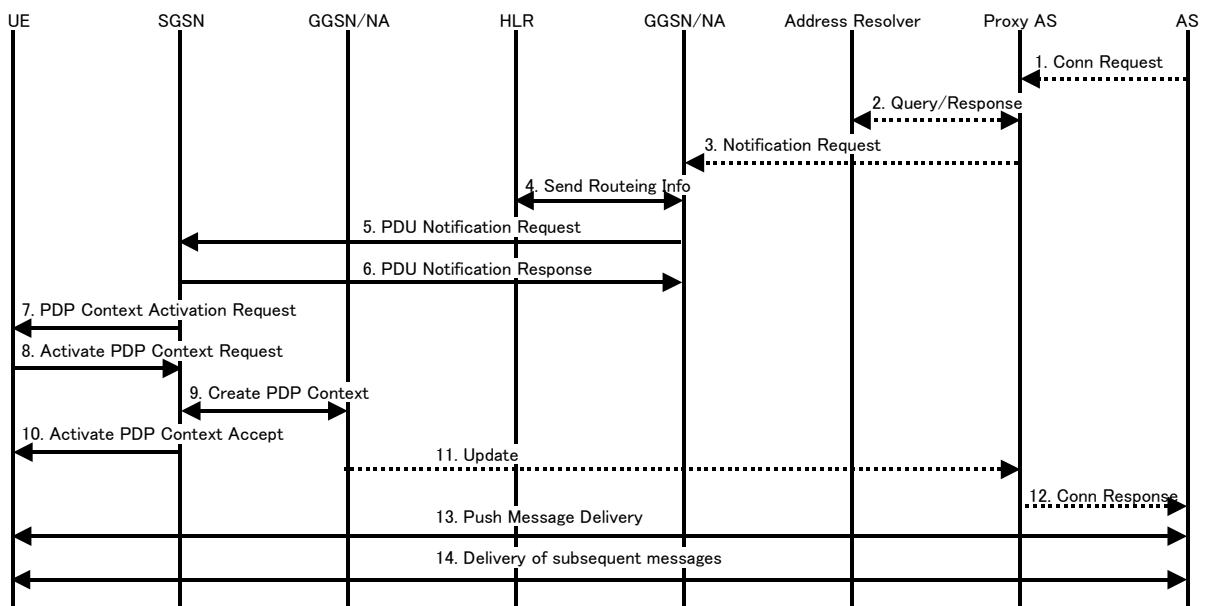 UE
SGSN
GGSN/NA
HLR
GGSN/NA
Address Resolver
Proxy AS
AS
1. Conn Request
2. Query/Response
3. Notification Request
4. Send Routeing Info
5. PDU Notification Request
6. PDU Notification Response
7. PDP Context Activation Request
8. Activate PDP Context Request
9. Create PDP Context
10. Activate PDP Context Accept
11. Update
12. Conn Response
13. Push Message Delivery
14. Delivery of subsequent messages